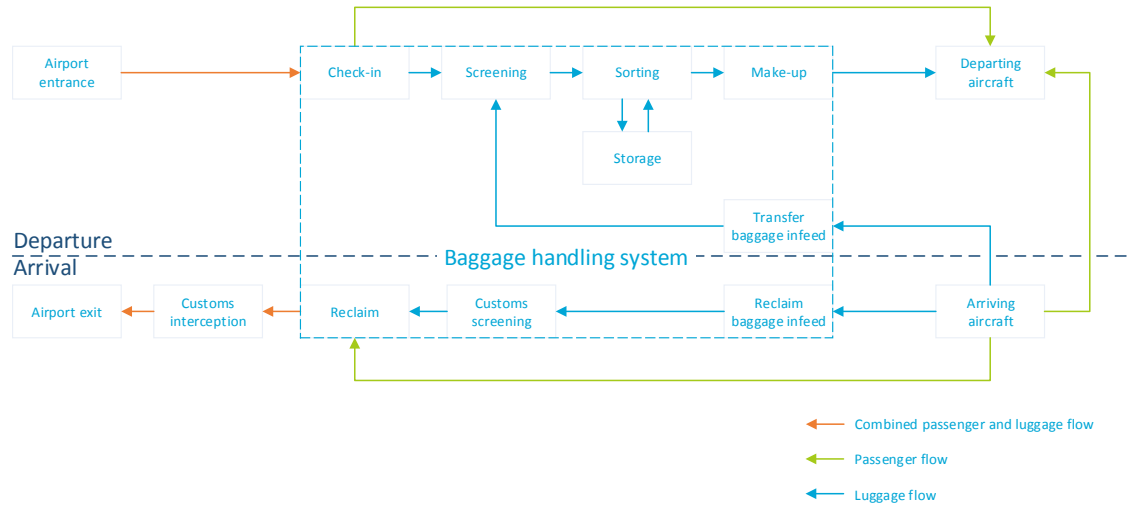 Airport
entrance
Check-in
Screening
Sorting
Make-up
Departing
aircraft
Storage
Transfer
baggage infeed
Departure
Baggage handling system
Arrival
Airport exit
Customs
interception
Reclaim
Customs
screening
Reclaim
baggage infeed
Arriving
aircraft
Combined passenger and luggage flow
Passenger flow
Luggage flow